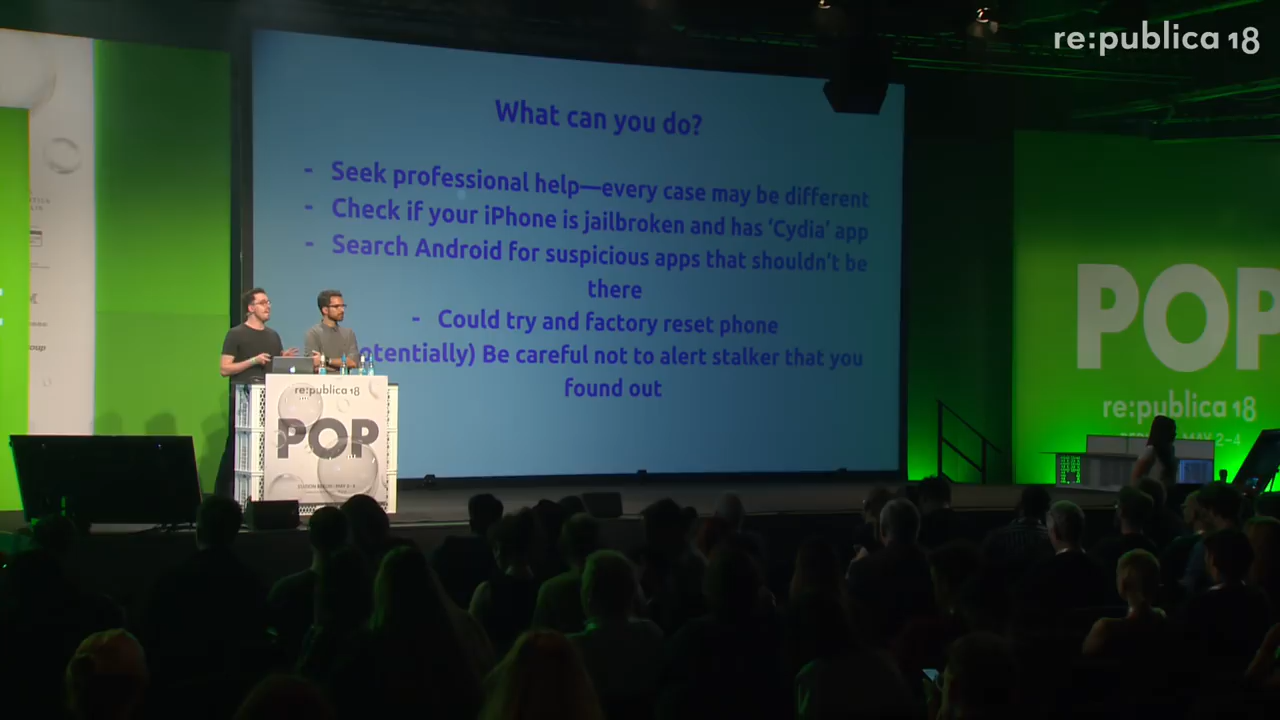 re:publica 18
What can you do?
- Seek professional help—every case may be different
- Check if your iPhone is jailbroken and has ‘Cydia’ app
- Search Android for suspicious apps that shouldn’t be
there
- Could try and factory reset phone
otentially) Be careful not to alert stalker that you
found out
re:publica 18
POP
POP
re:publica 18
MAY 2–4